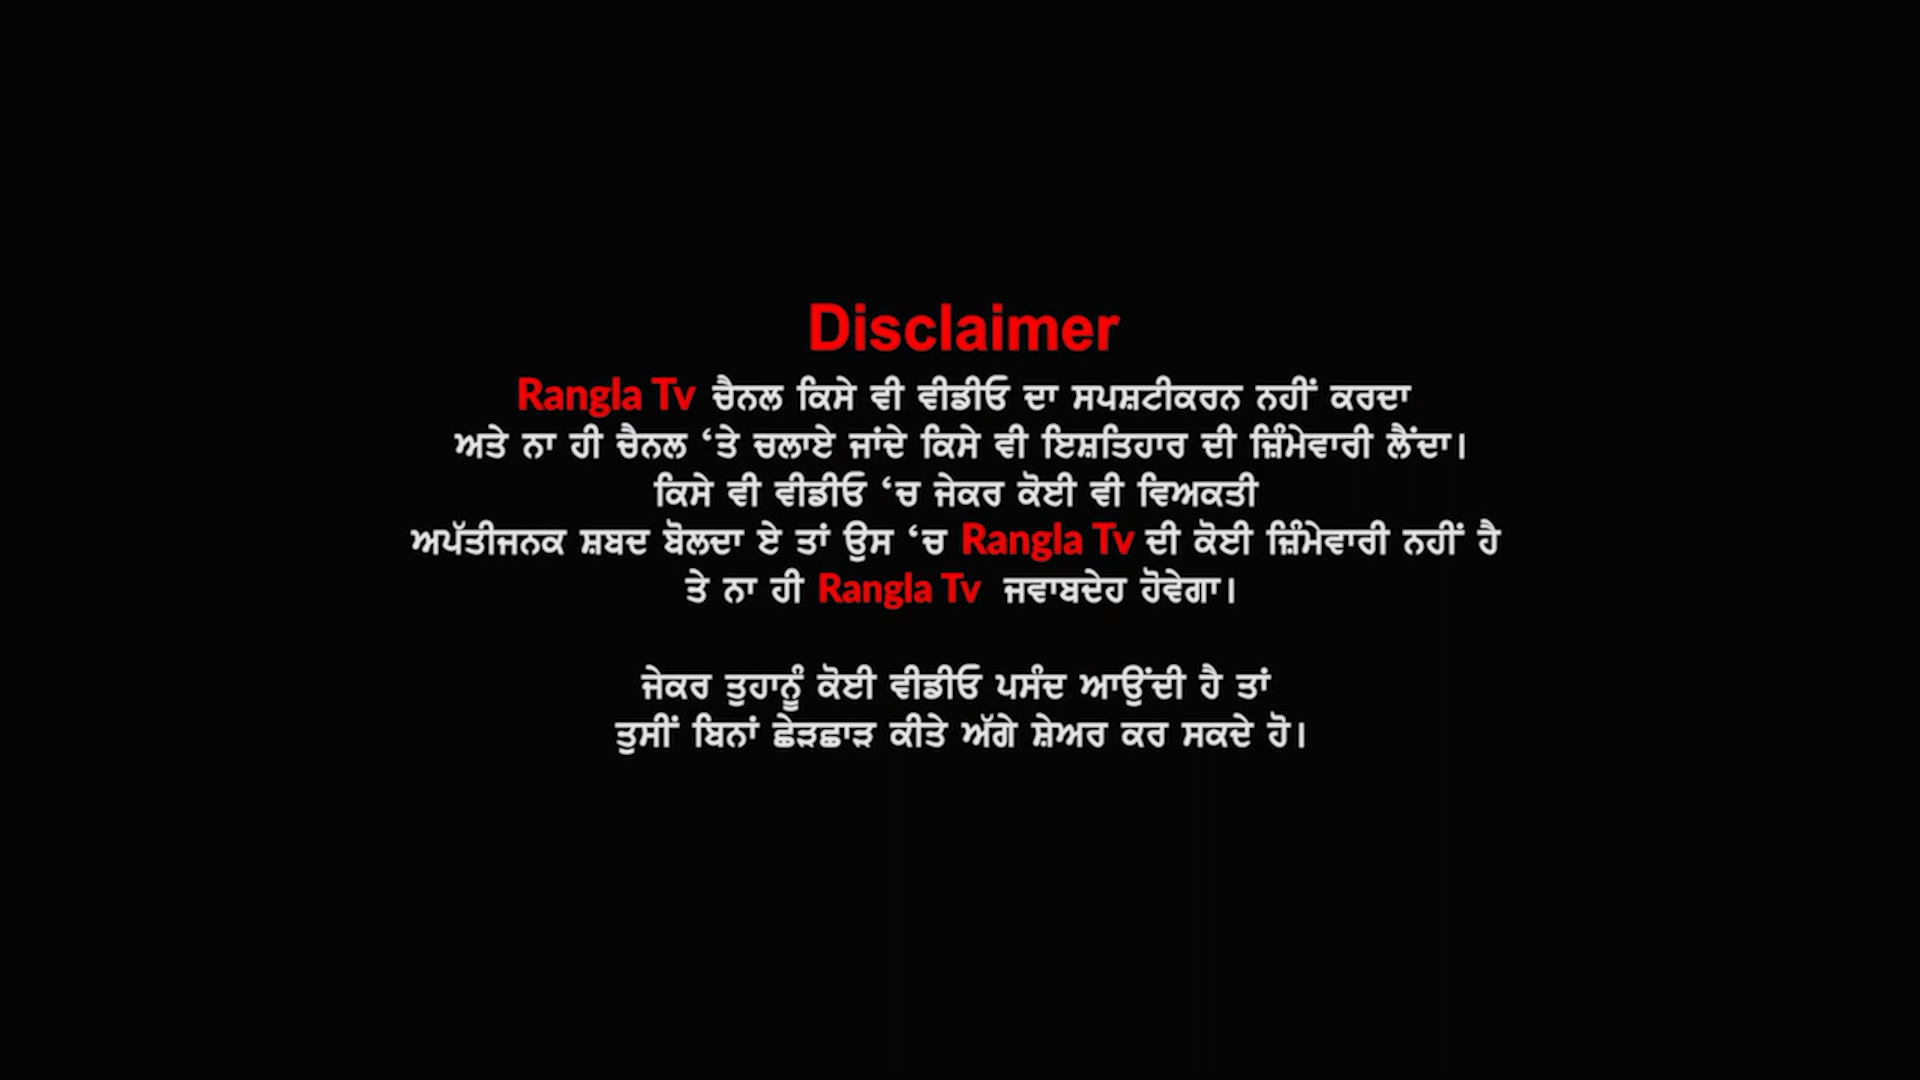 Disclaimer
Rangla Tv ਚੈਨਲ ਕਿਸੇ ਵੀ ਵੀਡੀਓ ਦਾ ਸਪਸ਼ਟੀਕਰਨ ਨਹੀਂ ਕਰਦਾ
ਅਤੇ ਨਾ ਹੀ ਚੈਨਲ ‘ਤੇ ਚਲਾਏ ਜਾਂਦੇ ਕਿਸੇ ਵੀ ਇਸ਼ਤਿਹਾਰ ਦੀ ਜ਼ਿੰਮੇਵਾਰੀ ਲੈਂਦਾ।
ਕਿਸੇ ਵੀ ਵੀਡੀਓ ‘ਚ ਜੇਕਰ ਕੋਈ ਵੀ ਵਿਅਕਤੀ
ਅਪੱਤੀਜਨਕ ਸ਼ਬਦ ਬੋਲਦਾ ਏ ਤਾਂ ਉਸ ‘ਚ Rangla Tv ਦੀ ਕੋਈ ਜ਼ਿੰਮੇਵਾਰੀ ਨਹੀਂ ਹੈ
ਤੇ ਨਾ ਹੀ Rangla Tv ਜਵਾਬਦੇਹ ਹੋਵੇਗਾ।
ਜੇਕਰ ਤੁਹਾਨੂੰ ਕੋਈ ਵੀਡੀਓ ਪਸੰਦ ਆਉਂਦੀ ਹੈ ਤਾਂ
ਤੁਸੀਂ ਬਿਨਾਂ ਛੇੜਛਾੜ ਕੀਤੇ ਅੱਗੇ ਸ਼ੇਅਰ ਕਰ ਸਕਦੇ ਹੋ।